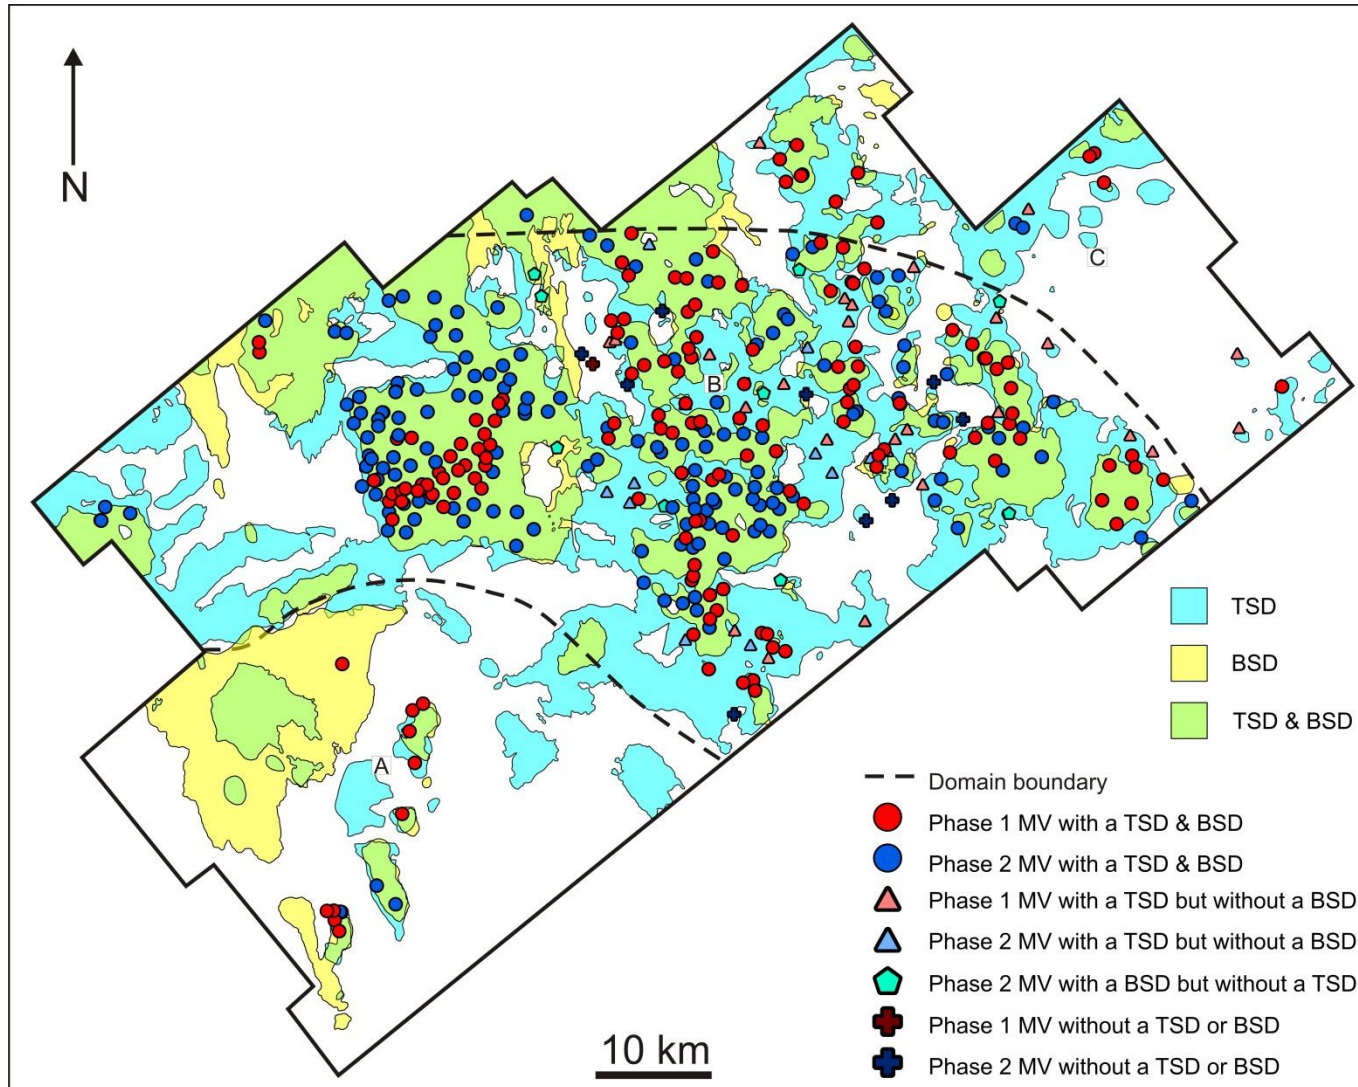 N
C
B
TSD
BSD
TSD & BSD
A
Domain boundary
Phase 1 MV with a TSD & BSD
Phase 2 MV with a TSD & BSD
Phase 1 MV with a TSD but without a BSD
Phase 2 MV with a TSD but without a BSD
Phase 2 MV with a BSD but without a TSD
Phase 1 MV without a TSD or BSD
Phase 2 MV without a TSD or BSD
10 km